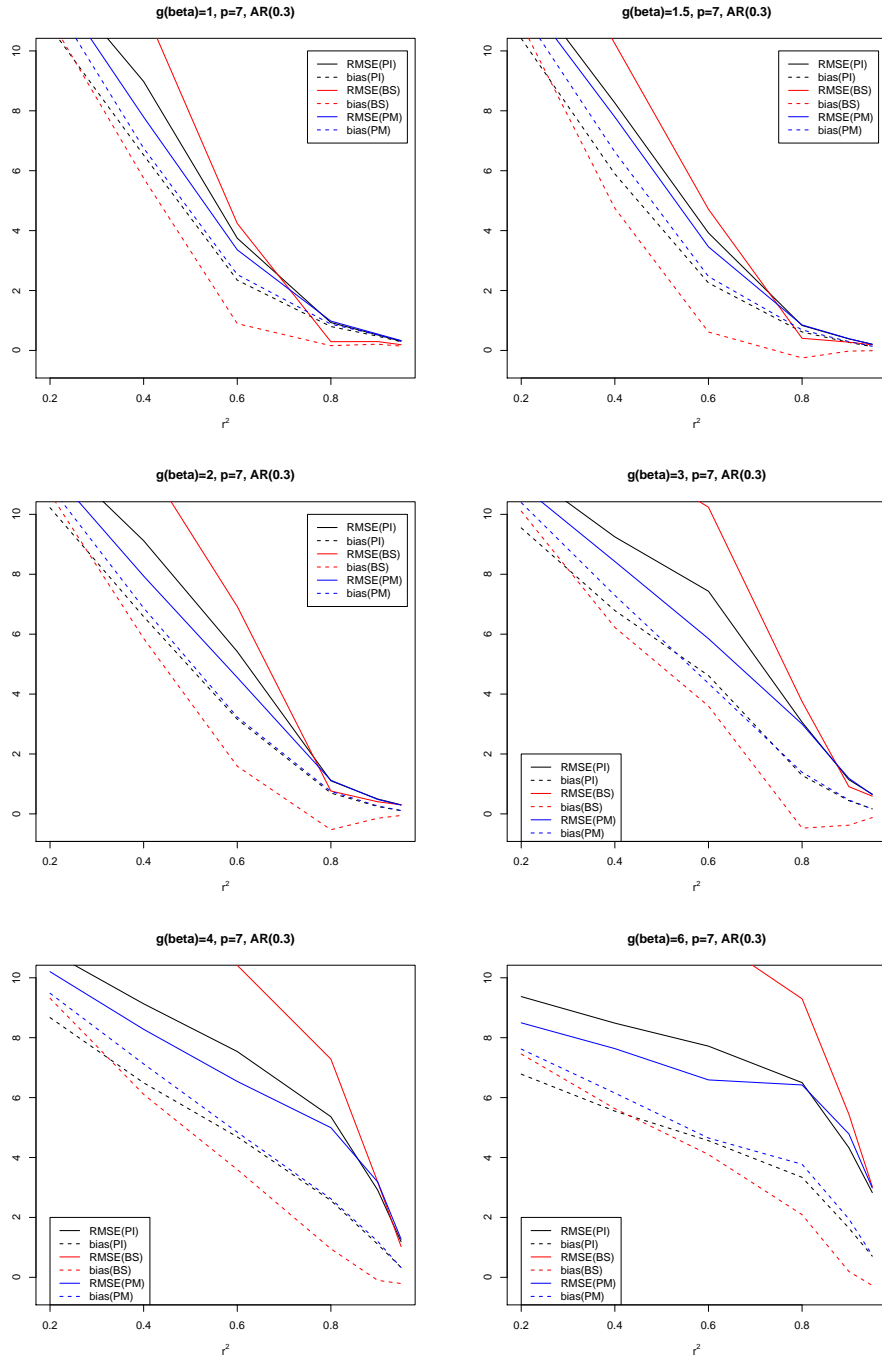 g(beta)=1, p=7, AR(0.3)
10
8
6
4
2
0
RMSE(PI)
bias(PI)
RMSE(BS)
bias(BS)
RMSE(PM)
bias(PM)
0.2 0.4 0.6 0.8
r²
g(beta)=1.5, p=7, AR(0.3)
10
8
6
4
2
0
RMSE(PI)
bias(PI)
RMSE(BS)
bias(BS)
RMSE(PM)
bias(PM)
0.2 0.4 0.6 0.8
r²
g(beta)=2, p=7, AR(0.3)
10
8
6
4
2
0
RMSE(PI)
bias(PI)
RMSE(BS)
bias(BS)
RMSE(PM)
bias(PM)
0.2 0.4 0.6 0.8
r²
g(beta)=3, p=7, AR(0.3)
10
8
6
4
2
0
RMSE(PI)
bias(PI)
RMSE(BS)
bias(BS)
RMSE(PM)
bias(PM)
0.2 0.4 0.6 0.8
r²
g(beta)=4, p=7, AR(0.3)
10
8
6
4
2
0
RMSE(PI)
bias(PI)
RMSE(BS)
bias(BS)
RMSE(PM)
bias(PM)
0.2 0.4 0.6 0.8
r²
g(beta)=6, p=7, AR(0.3)
10
8
6
4
2
0
RMSE(PI)
bias(PI)
RMSE(BS)
bias(BS)
RMSE(PM)
bias(PM)
0.2 0.4 0.6 0.8
r²